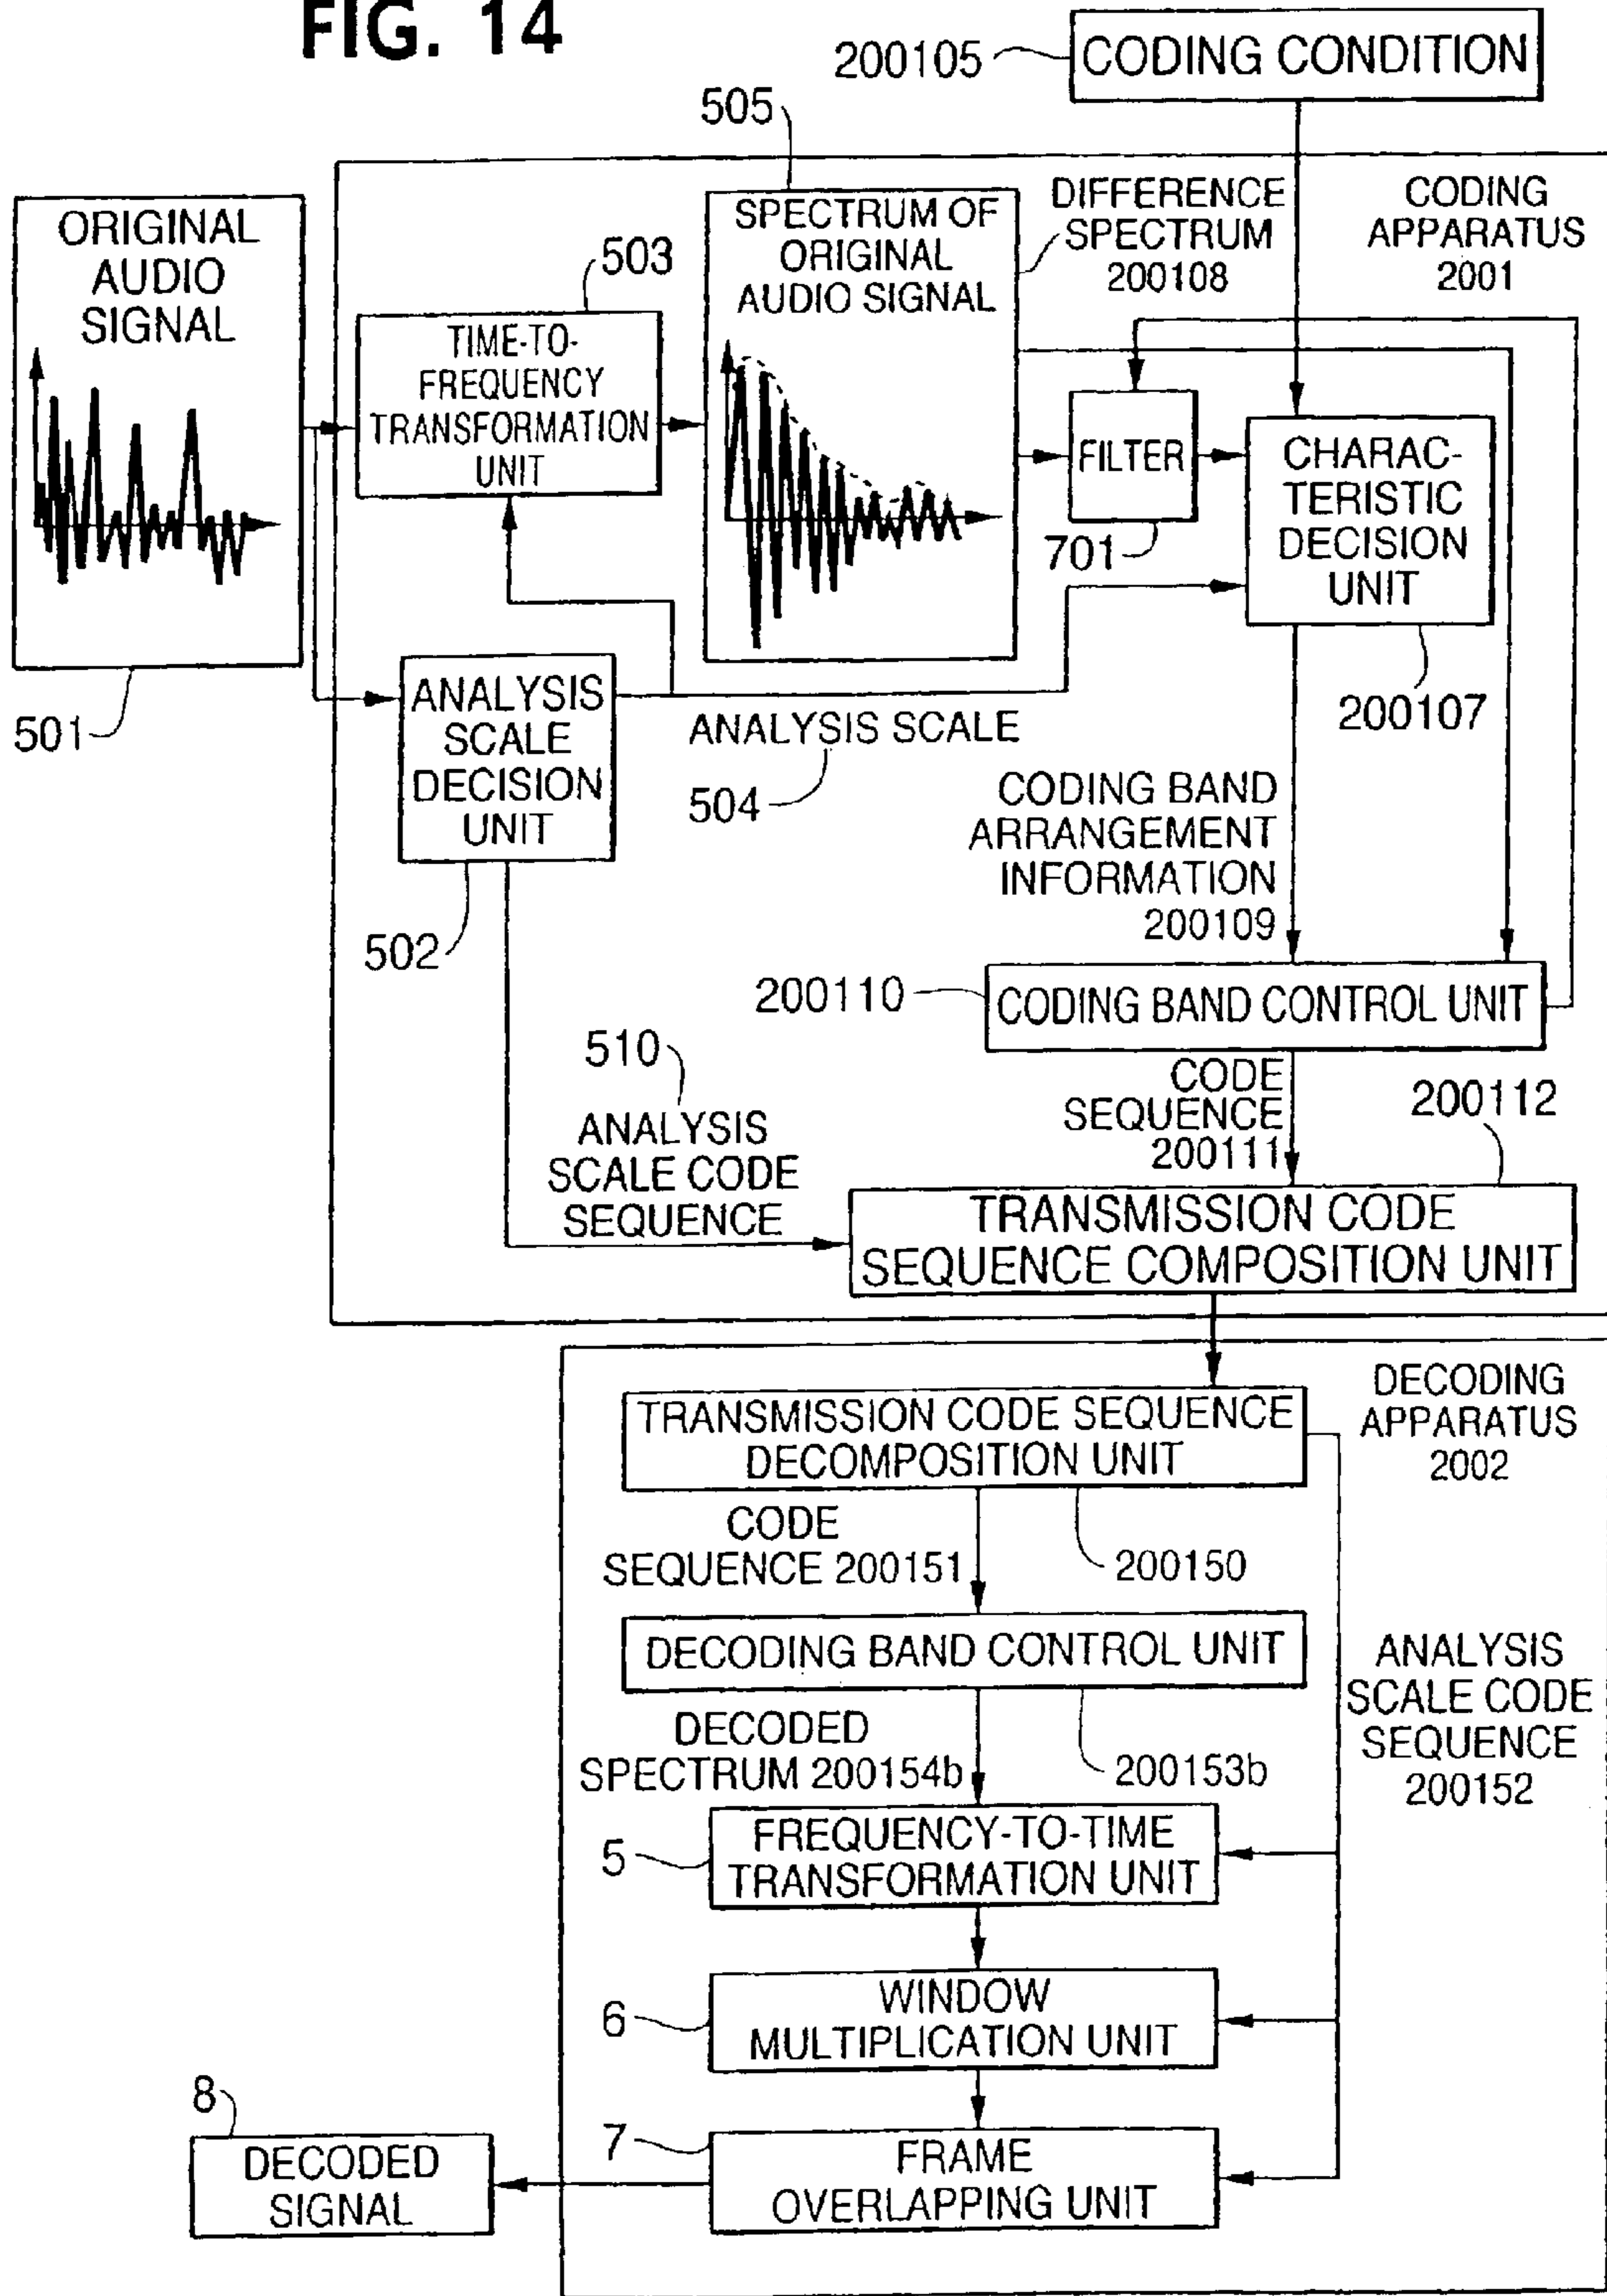 FIG. 14
200105
CODING CONDITION
505
ORIGINAL
AUDIO
SIGNAL
501
503
TIME-TO-
FREQUENCY
TRANSFORMATION
UNIT
SPECTRUM OF
ORIGINAL
AUDIO SIGNAL
DIFFERENCE
SPECTRUM
200108
CODING
APPARATUS
2001
FILTER
701
CHARAC-
TERISTIC
DECISION
UNIT
200107
ANALYSIS
SCALE
DECISION
UNIT
502
ANALYSIS SCALE
504
CODING BAND
ARRANGEMENT
INFORMATION
200109
200110
CODING BAND CONTROL UNIT
510
ANALYSIS
SCALE CODE
SEQUENCE
CODE
SEQUENCE
200111
200112
TRANSMISSION CODE
SEQUENCE COMPOSITION UNIT
DECODING
APPARATUS
2002
TRANSMISSION CODE SEQUENCE
DECOMPOSITION UNIT
CODE
SEQUENCE 200151
200150
DECODING BAND CONTROL UNIT
DECODED
SPECTRUM 200154b
200153b
ANALYSIS
SCALE CODE
SEQUENCE
200152
5
FREQUENCY-TO-TIME
TRANSFORMATION UNIT
6
WINDOW
MULTIPLICATION UNIT
7
FRAME
OVERLAPPING UNIT
8
DECODED
SIGNAL